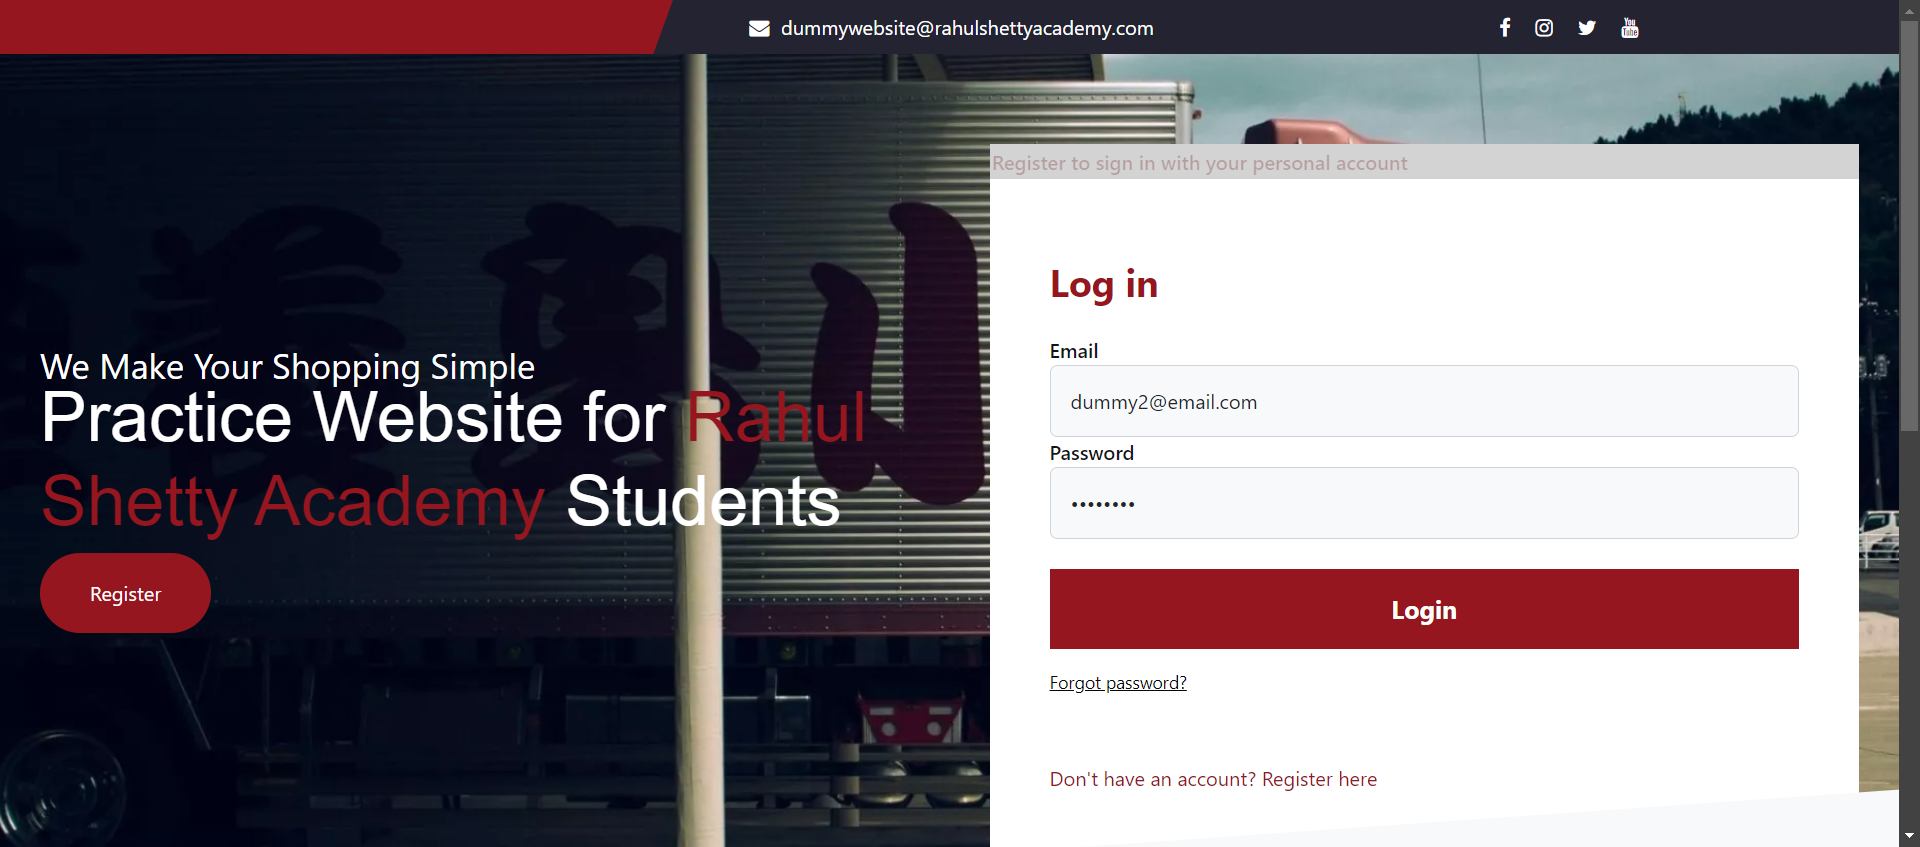 dummywebsite@rahulshettyacademy.com
You
Tube
Register to sign in with your personal account
We Make Your Shopping Simple
Practice Website for Rahul
Shetty Academy Students
Register
Log in
Email
dummy2@email.com
Password
••••••••
Login
Forgot password?
Don't have an account? Register here